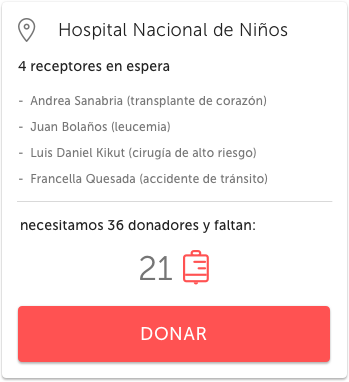 Hospital Nacional de Niños
4 receptores en espera
- Andrea Sanabria (transplante de corazón)
- Juan Bolaños (leucemia)
- Luis Daniel Kikut (cirugía de alto riesgo)
- Francella Quesada (accidente de tránsito)
necesitamos 36 donadores y faltan:
21
DONAR